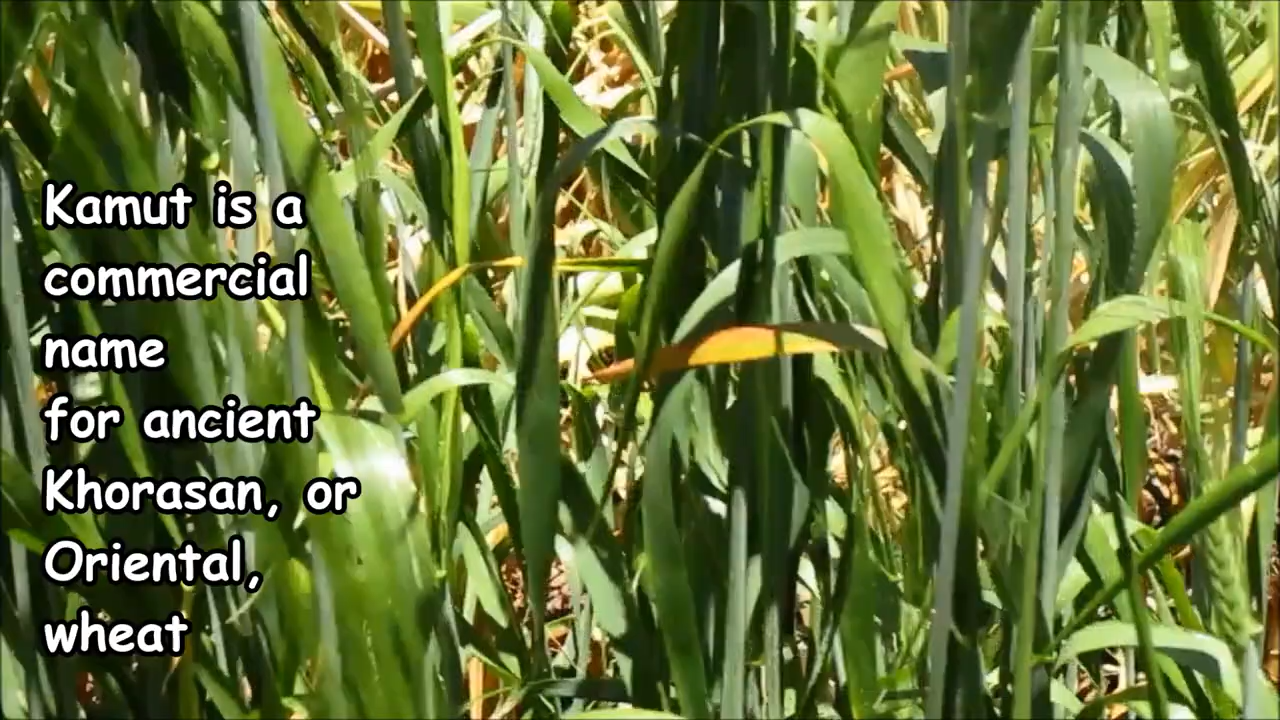 Kamut is a
commercial
name
for ancient
Khorasan, or
Oriental,
wheat